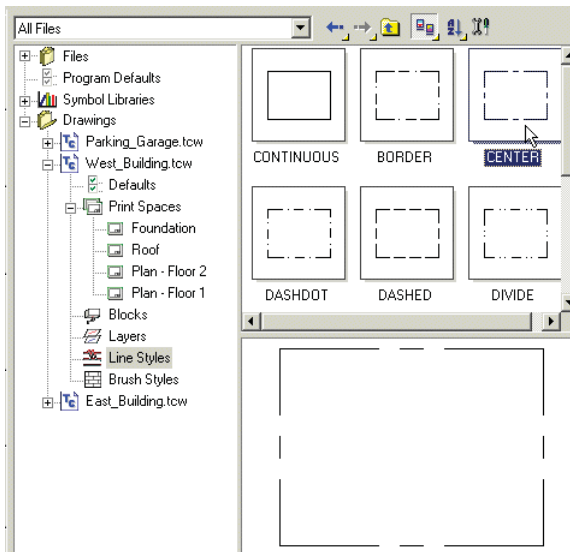 All Files
Files
Program Defaults
Symbol Libraries
Drawings
Parking_Garage.tcw
West_Building.tcw
Defaults
Print Spaces
Foundation
Roof
Plan - Floor 2
Plan - Floor 1
Blocks
Layers
Line Styles
Brush Styles
East_Building.tcw
CONTINUOUS BORDER CENTER
DASHDOT DASHED DIVIDE